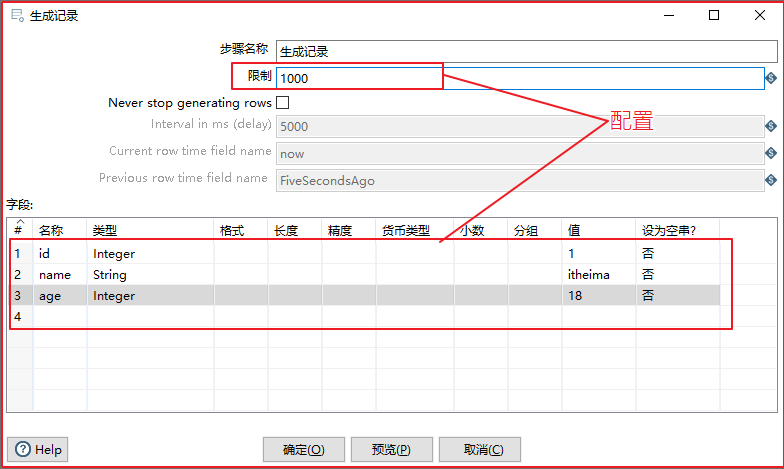 生成记录
步骤名称 生成记录
限制 1000
Never stop generating rows
Interval in ms (delay) 5000
Current row time field name now
Previous row time field name FiveSecondsAgo
配置
字段:
# 名称 类型 格式 长度 精度 货币类型 小数 分组 值 设为空串?
1 id Integer 1 否
2 name String itheima 否
3 age Integer 18 否
4
Help 确定(O) 预览(P) 取消(C)